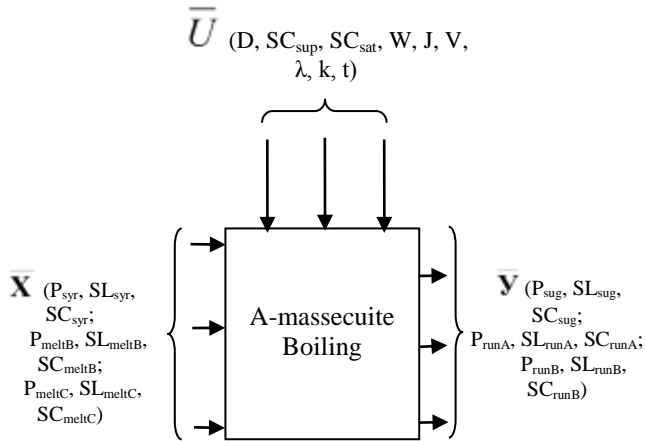 U (D, SCsup, SCsat, W, J, V,
λ, k, t)
X (Psyr, SLsyr,
SCsyr;
PmeltB, SLmeltB,
SCmeltB;
PmeltC, SLmeltC,
SCmeltC)
A-massecuite
Boiling
y (Psug, SLsug,
SCsug;
PrunA, SLrunA, SCrunA;
PrunB, SLrunB,
SCrunB)